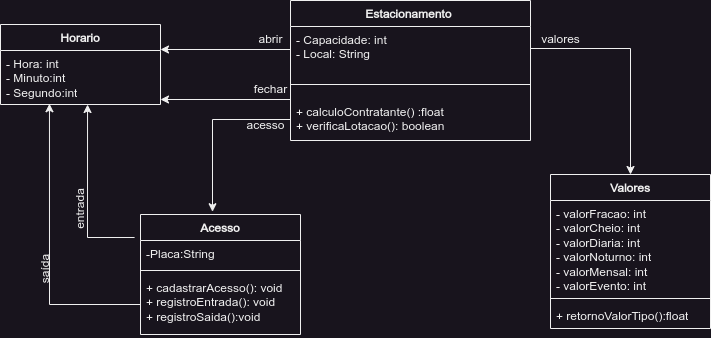 Estacionamento
- Capacidade: int
- Local: String
+ calculoContratante() :float
+ verificaLotacao(): boolean
Horario
- Hora: int
- Minuto:int
- Segundo:int
abrir
fechar
acesso
valores
entrada
saída
Acesso
-Placa:String
+ cadastrarAcesso(): void
+ registroEntrada(): void
+ registroSaida():void
Valores
- valorFracao: int
- valorCheio: int
- valorDiaria: int
- valorNoturno: int
- valorMensal: int
- valorEvento: int
+ retornoValorTipo():float